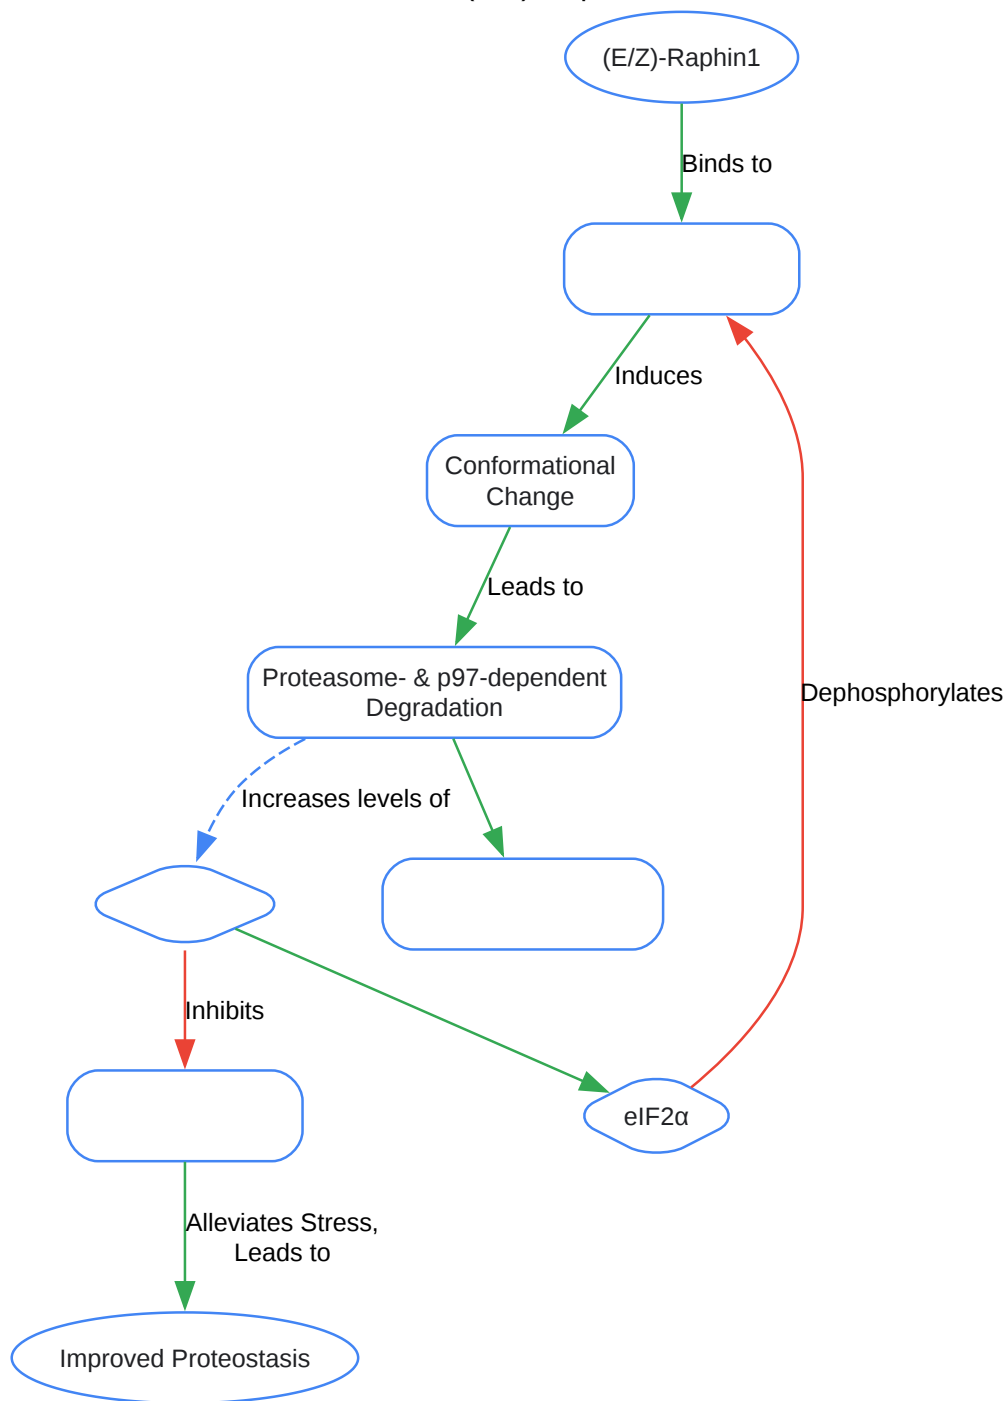 (E/Z)-Raphin1
Binds to
Induces
Conformational
Change
Leads to
Proteasome- & p97-dependent
Degradation
Dephosphorylates
Increases levels of
Inhibits
eIF2α
Alleviates Stress,
Leads to
Improved Proteostasis